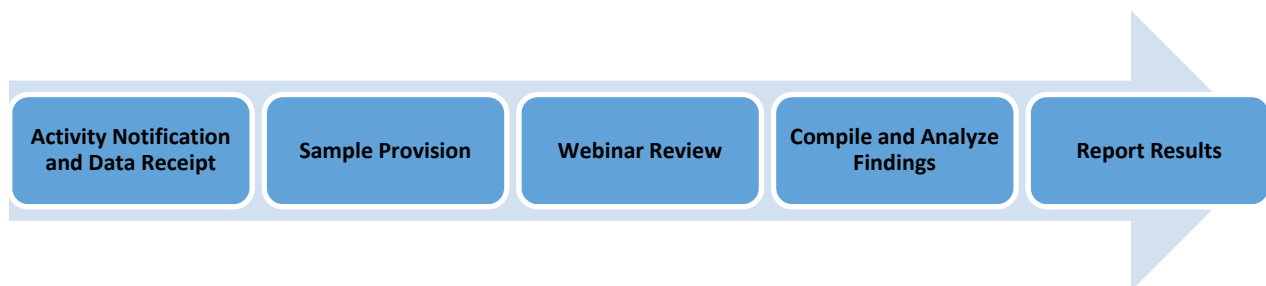 Activity Notification
and Data Receipt
Sample Provision
Webinar Review
Compile and Analyze
Findings
Report Results